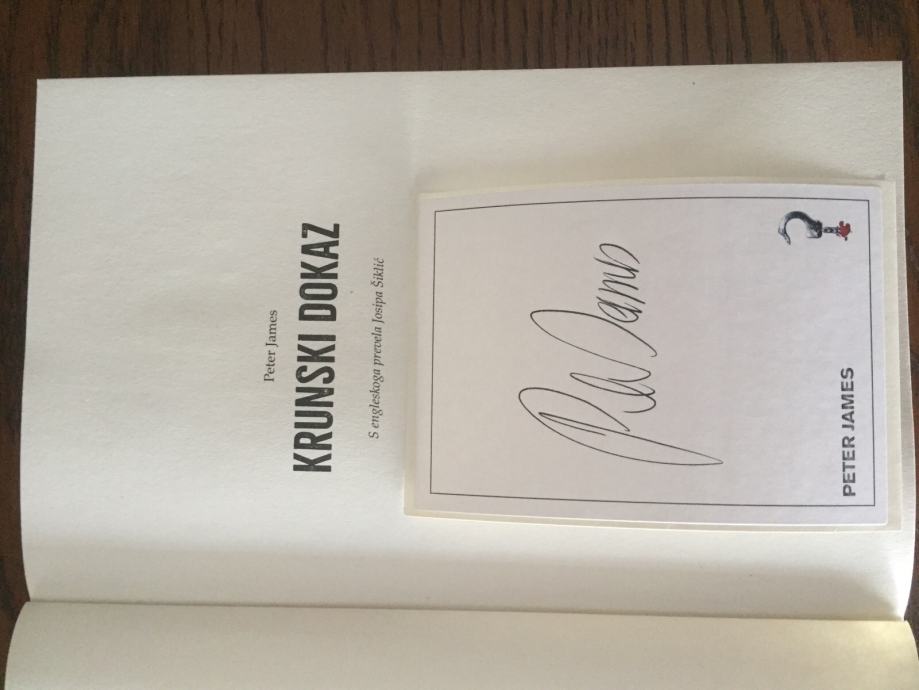 Peter James
KRUNSKI DOKAZ
S engleskoga prevela Josipa Šiklić
PETER JAMES